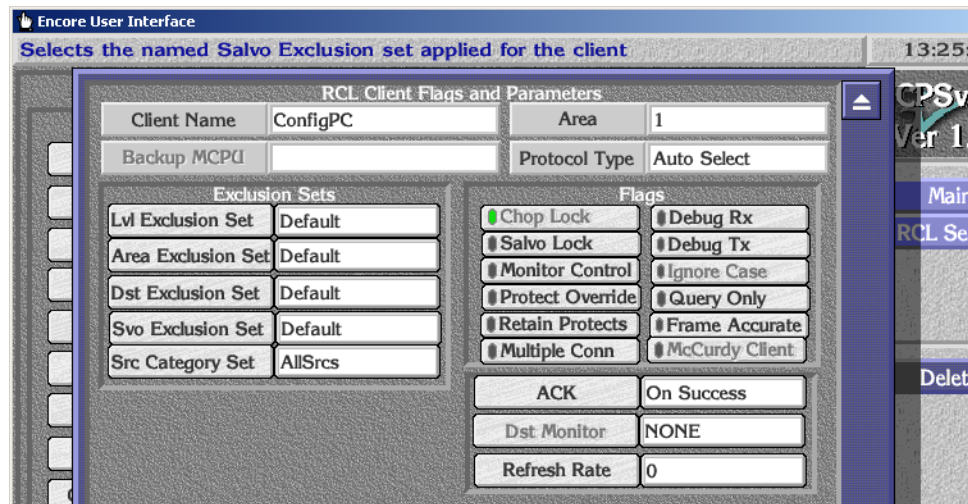 Encore User Interface
Selects the named Salvo Exclusion set applied for the client
13:25:
RCL Client Flags and Parameters
CPSv
Client Name ConfigPC Area 1
Ver 1.
Backup MCPU Protocol Type Auto Select
Exclusion Sets Flags
Main
Lvl Exclusion Set Default Chop Lock Debug Rx
RCL Se
Area Exclusion Set Default Salvo Lock Debug Tx
Monitor Control Ignore Case
Dst Exclusion Set Default Protect Override Query Only
Svo Exclusion Set Default Retain Protects Frame Accurate
Src Category Set AllSrcs Multiple Conn McCurdy Client
Delet
ACK On Success
Dst Monitor NONE
Refresh Rate 0